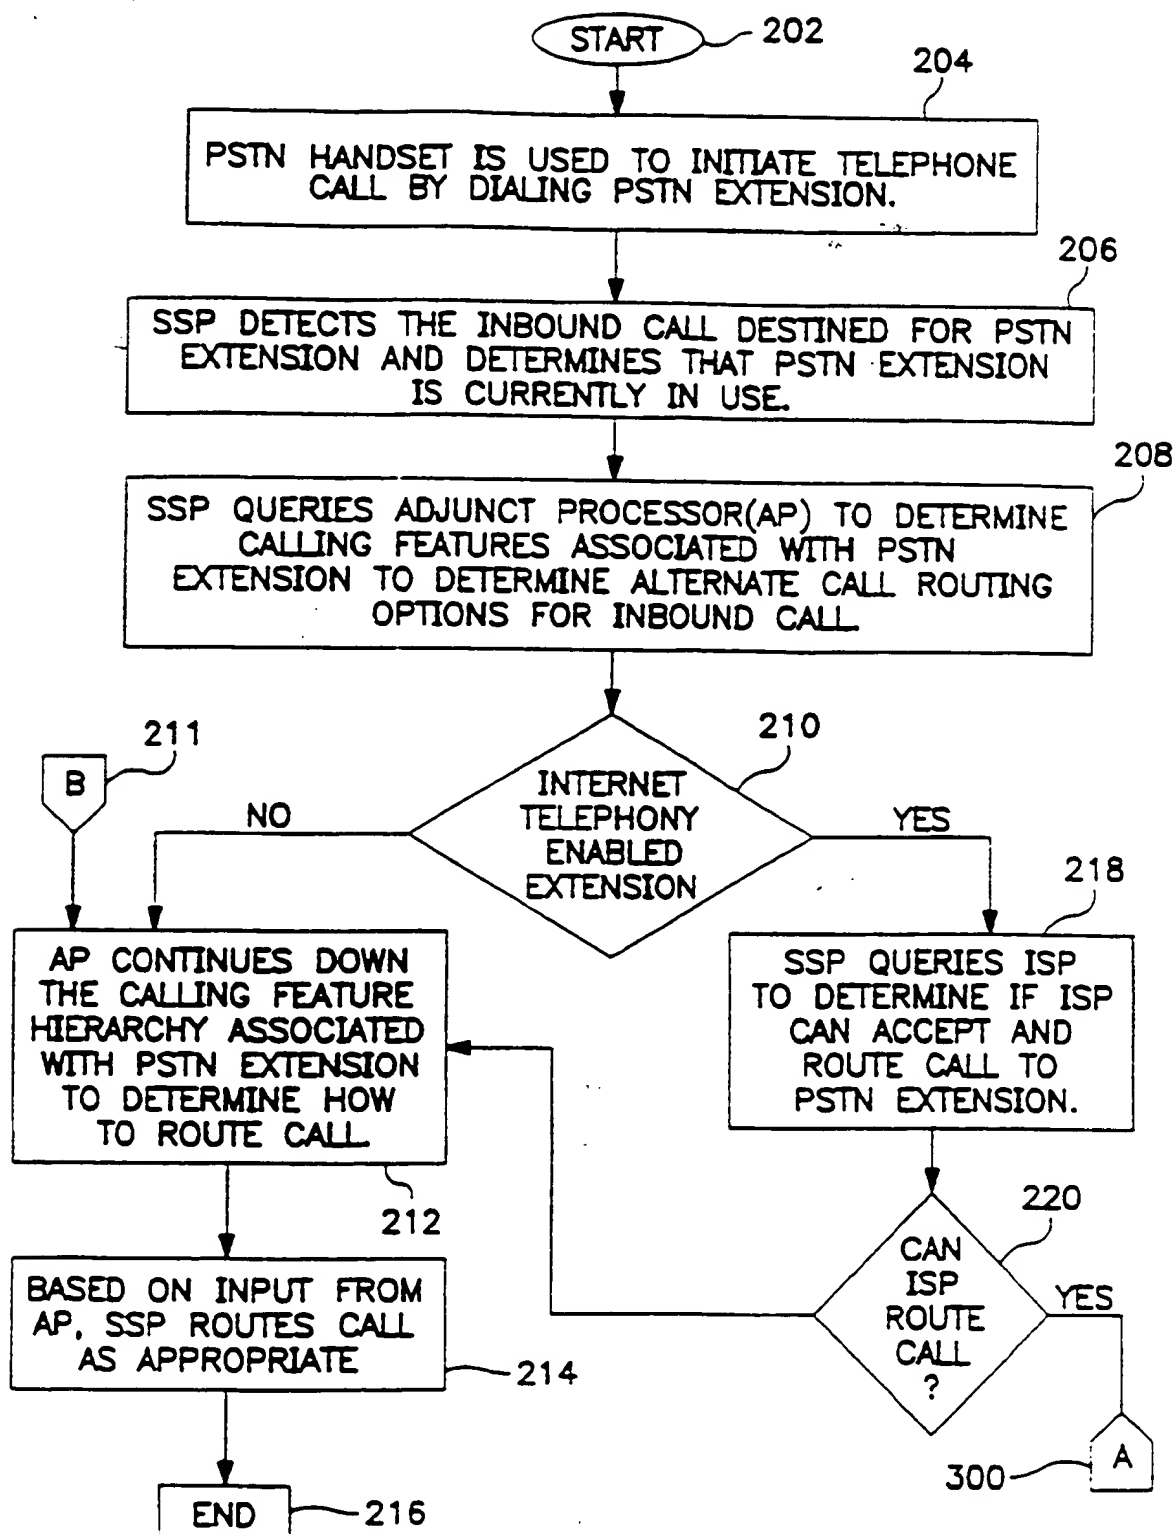 START
202
204
PSTN HANDSET IS USED TO INITIATE TELEPHONE
CALL BY DIALING PSTN EXTENSION.
206
SSP DETECTS THE INBOUND CALL DESTINED FOR PSTN
EXTENSION AND DETERMINES THAT PSTN EXTENSION
IS CURRENTLY IN USE.
208
SSP QUERIES ADJUNCT PROCESSOR(AP) TO DETERMINE
CALLING FEATURES ASSOCIATED WITH PSTN
EXTENSION TO DETERMINE ALTERNATE CALL ROUTING
OPTIONS FOR INBOUND CALL.
211
B
210
INTERNET
TELEPHONY
ENABLED
EXTENSION
NO
YES
218
AP CONTINUES DOWN
THE CALLING FEATURE
HIERARCHY ASSOCIATED
WITH PSTN EXTENSION
TO DETERMINE HOW
TO ROUTE CALL.
212
SSP QUERIES ISP
TO DETERMINE IF ISP
CAN ACCEPT AND
ROUTE CALL TO
PSTN EXTENSION.
220
CAN
ISP
ROUTE
CALL
?
YES
BASED ON INPUT FROM
AP, SSP ROUTES CALL
AS APPROPRIATE
214
A
300
END
216